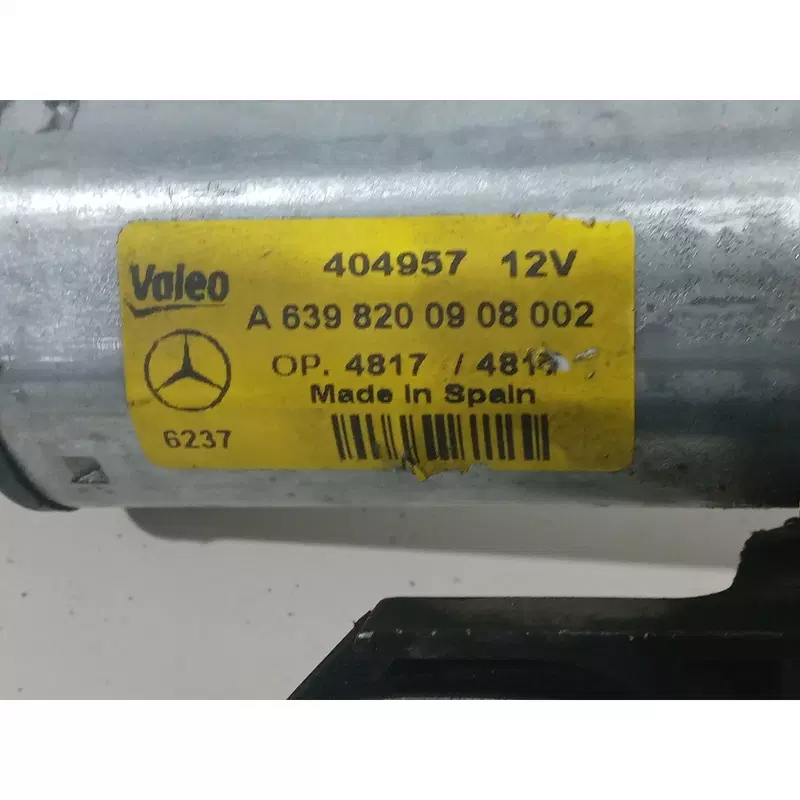 Valeo
404957 12V
A 639 820 09 08 002
OP. 4817 /
Made in Spain
6237